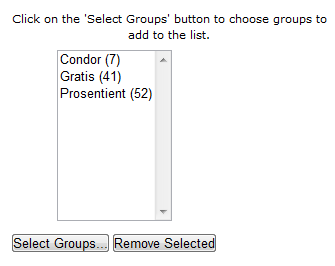 Click on the 'Select Groups' button to choose groups to
add to the list.
Condor (7)
Gratis (41)
Prosentient (52)
Select Groups... Remove Selected